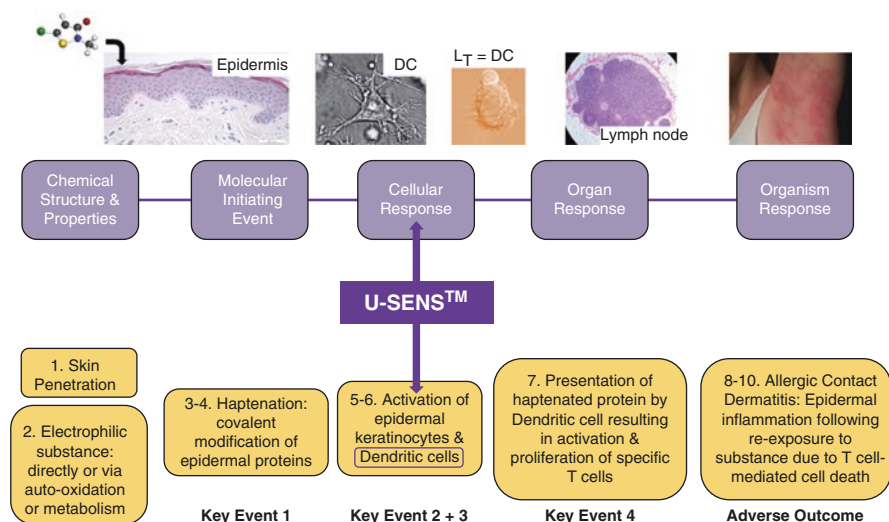 Epidermis
DC
L_T = DC
Lymph node
Chemical
Structure &
Properties
Molecular
Initiating
Event
Cellular
Response
Organ
Response
Organism
Response
U-SENS™
1. Skin
Penetration
2. Electrophilic
substance:
directly or via
auto-oxidation
or metabolism
3-4. Haptenation:
covalent
modification of
epidermal proteins
5-6. Activation of
epidermal
keratinocytes &
Dendritic cells
7. Presentation of
haptenated protein by
Dendritic cell resulting
in activation &
proliferation of specific
T cells
8-10. Allergic Contact
Dermatitis: Epidermal
inflammation following
re-exposure to
substance due to T cell-
mediated cell death
Key Event 1
Key Event 2 + 3
Key Event 4
Adverse Outcome